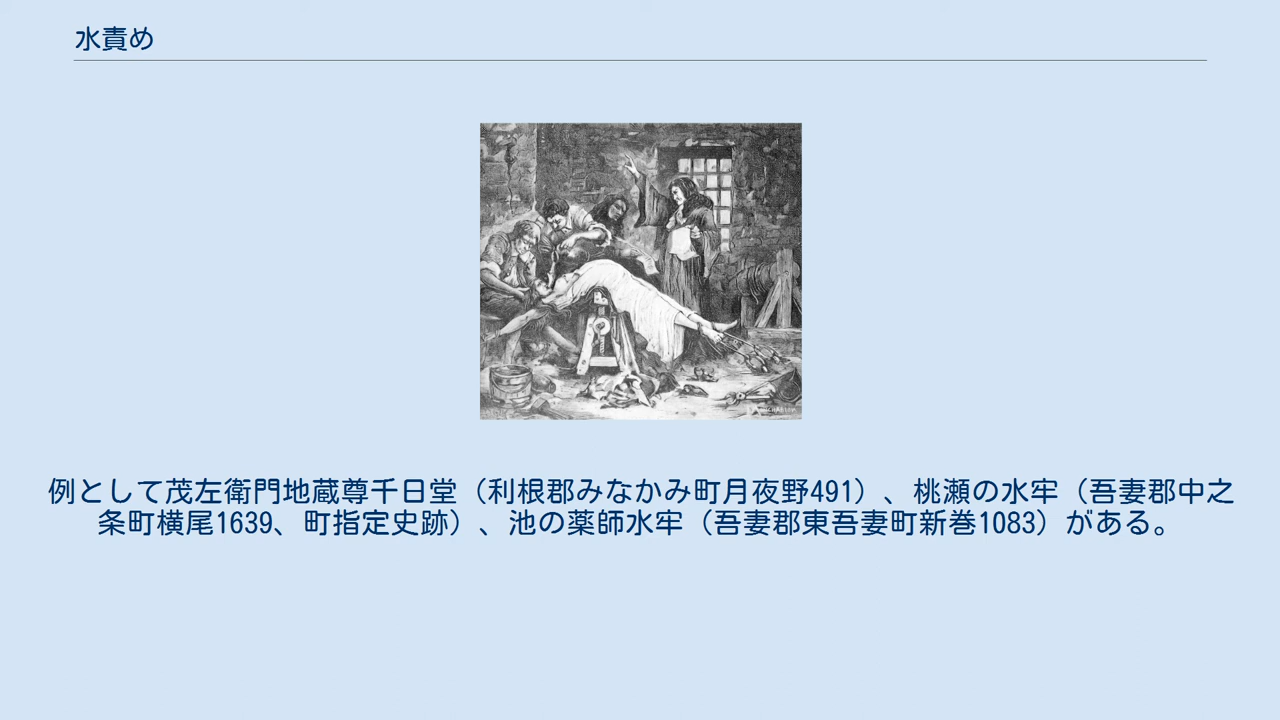 水責め
例として茂左衛門地蔵尊千日堂（利根郡みなかみ町月夜野491）、桃瀬の水牢（吾妻郡中之
条町横尾1639、町指定史跡）、池の薬師水牢（吾妻郡東吾妻町新巻1083）がある。